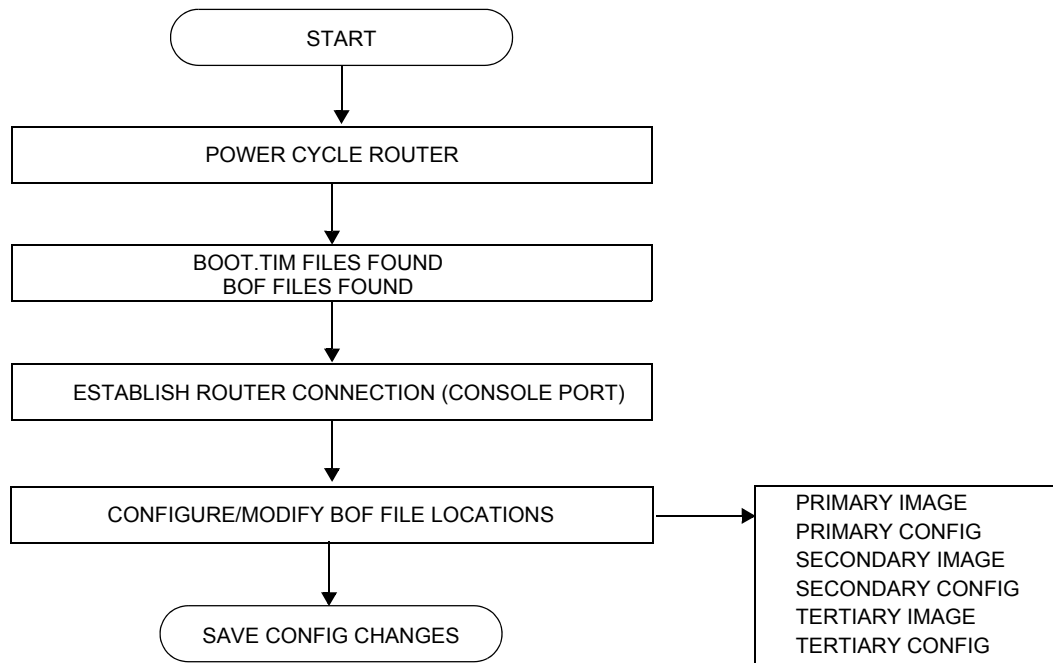 START
POWER CYCLE ROUTER
BOOT.TIM FILES FOUND
BOF FILES FOUND
ESTABLISH ROUTER CONNECTION (CONSOLE PORT)
CONFIGURE/MODIFY BOF FILE LOCATIONS
PRIMARY IMAGE
PRIMARY CONFIG
SECONDARY IMAGE
SECONDARY CONFIG
TERTIARY IMAGE
TERTIARY CONFIG
SAVE CONFIG CHANGES